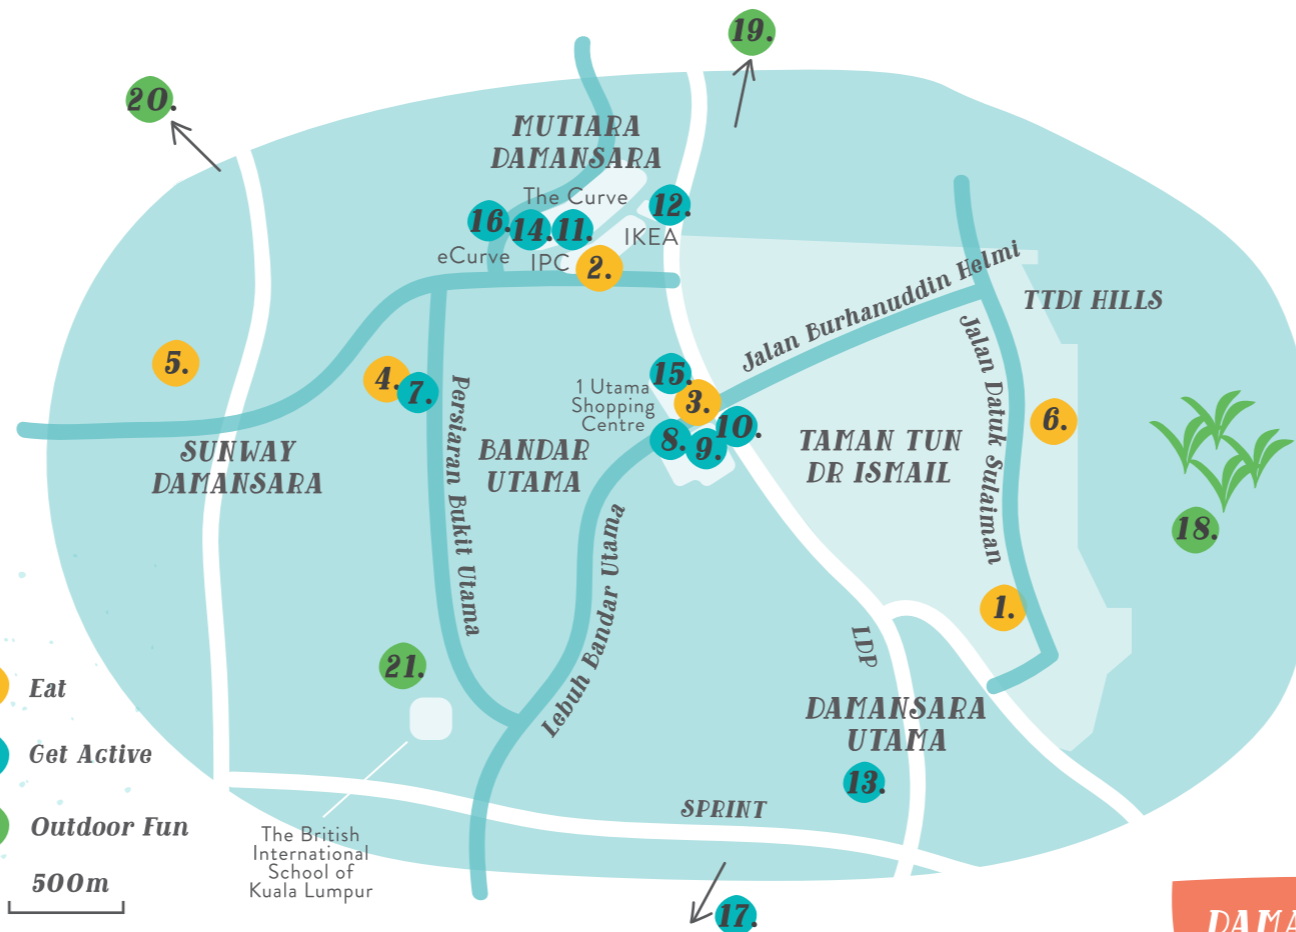 19.
20.
MUTIARA
DAMANSARA
The Curve
12.
16.
14.
11.
IKEA
eCurve
IPC
2.
Jalan Burhanuddin Helmi
TTDI HILLS
5.
4.
7.
15.
1 Utama
Shopping
Centre
3.
8.
9.
10.
6.
Persiaran Bukit Utama
Jalan Datuk Sulaiman
SUNWAY
DAMANSARA
BANDAR
UTAMA
TAMAN TUN
DR ISMAIL
18.
Lebuh Bandar Utama
1.
LDP
21.
Eat
Get Active
Outdoor Fun
500m
DAMANSARA
UTAMA
13.
SPRINT
The British
International
School of
Kuala Lumpur
17.
DAMA